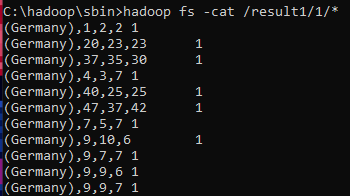 C:\hadoop\sbin>hadoop fs -cat /result1/1/*
(Germany),1,2,2 1
(Germany),20,23,23      1
(Germany),37,35,30      1
(Germany),4,3,7 1
(Germany),40,25,25      1
(Germany),47,37,42      1
(Germany),7,5,7 1
(Germany),9,10,6        1
(Germany),9,7,7 1
(Germany),9,9,6 1
(Germany),9,9,7 1